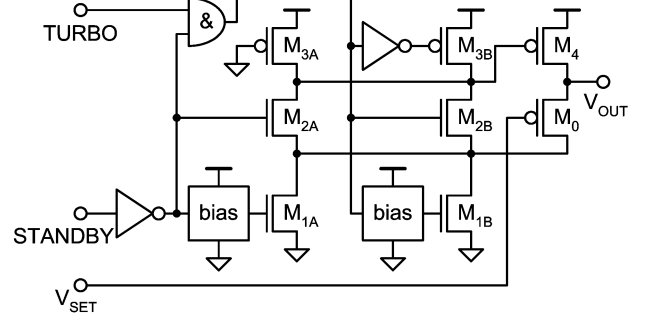 TURBO
&
M3A
M3B
M4
VOUT
M2A
M2B
M0
bias
M1A
bias
M1B
STANDBY
VSET